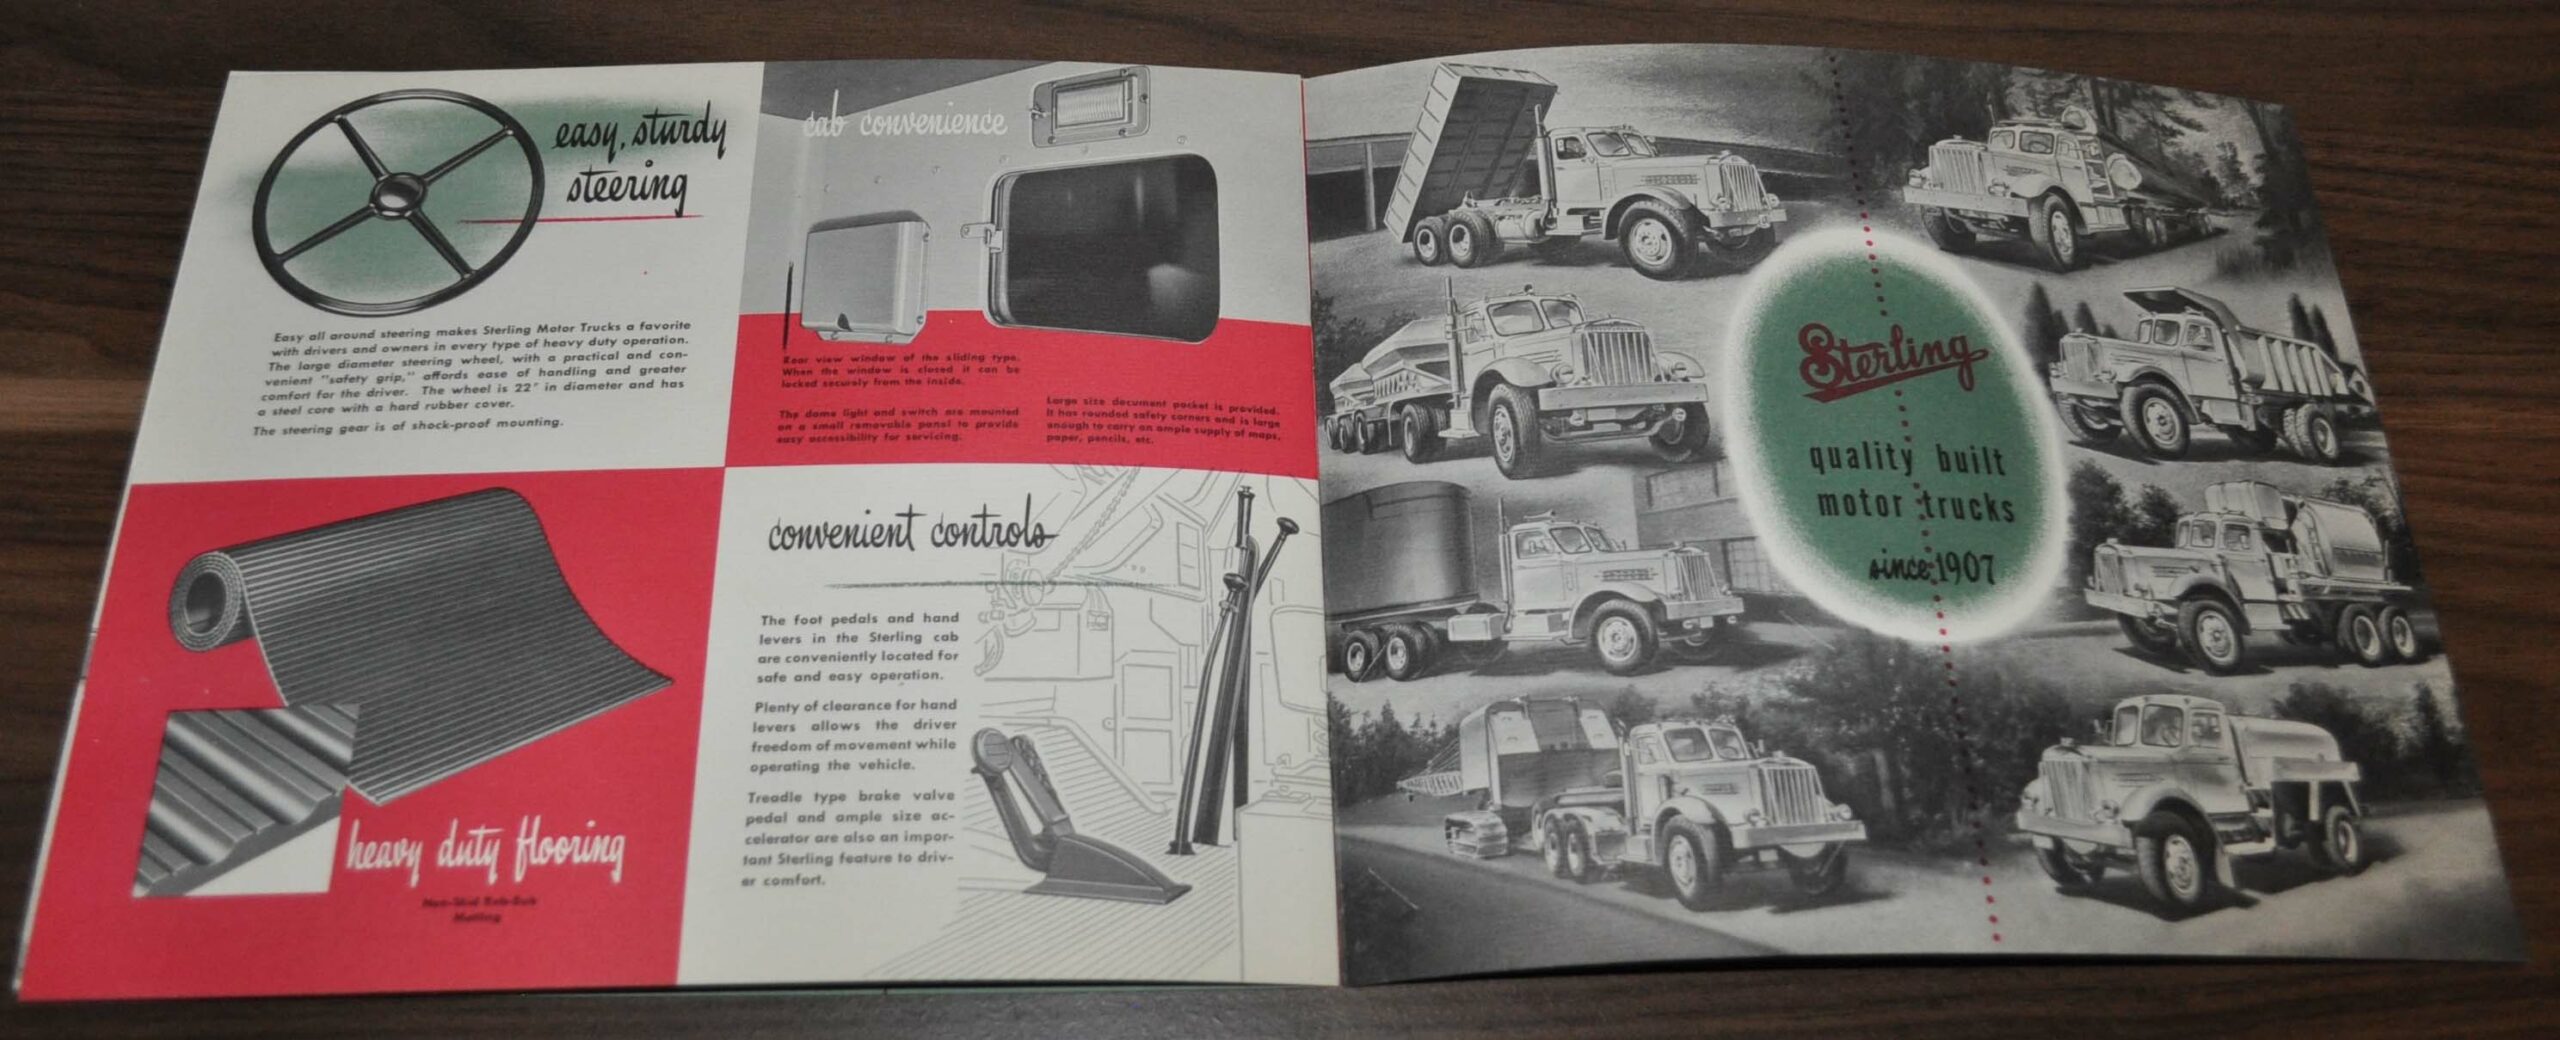 easy, sturdy
steering
Easy all around steering makes Sterling Motor Trucks a favorite
with drivers and owners in every type of heavy duty operation.
The large diameter steering wheel, with a practical and con-
venient "safety grip," affords ease of handling and greater
comfort for the driver. The wheel is 22" in diameter and has
a steel core with a hard rubber cover.
The steering gear is of shock-proof mounting.
cab convenience
Rear view window of the sliding type.
When the window is closed it can be
locked securely from the inside.
The dome light and switch are mounted
on a small removable panel to provide
easy accessibility for servicing.
Large size document pocket is provided.
It has rounded safety corners and is large
enough to carry an ample supply of maps,
paper, pencils, etc.
heavy duty flooring
Matting
convenient controls
The foot pedals and hand
levers in the Sterling cab
are conveniently located for
safe and easy operation.
Plenty of clearance for hand
levers allows the driver
freedom of movement while
operating the vehicle.
Treadle type brake valve
pedal and ample size ac-
celerator are also an impor-
tant Sterling feature to driv-
er comfort.
Sterling
quality built
motor trucks
since 1907